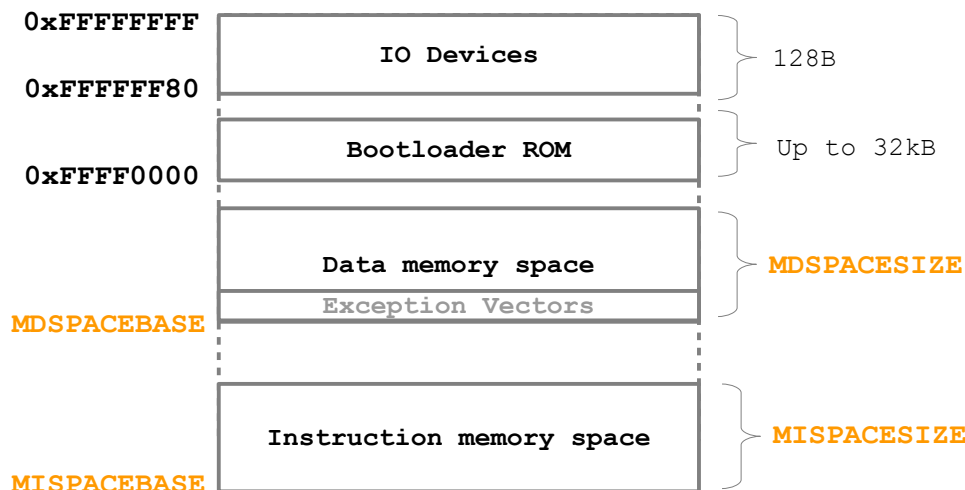 0xFFFFFFFF
IO Devices
128B
0xFFFFFF80
Bootloader ROM
Up to 32kB
0xFFFF0000
Data memory space
MDSPACESIZE
Exception Vectors
MDSPACEBASE
Instruction memory space
MISPACESIZE
MISPACEBASE